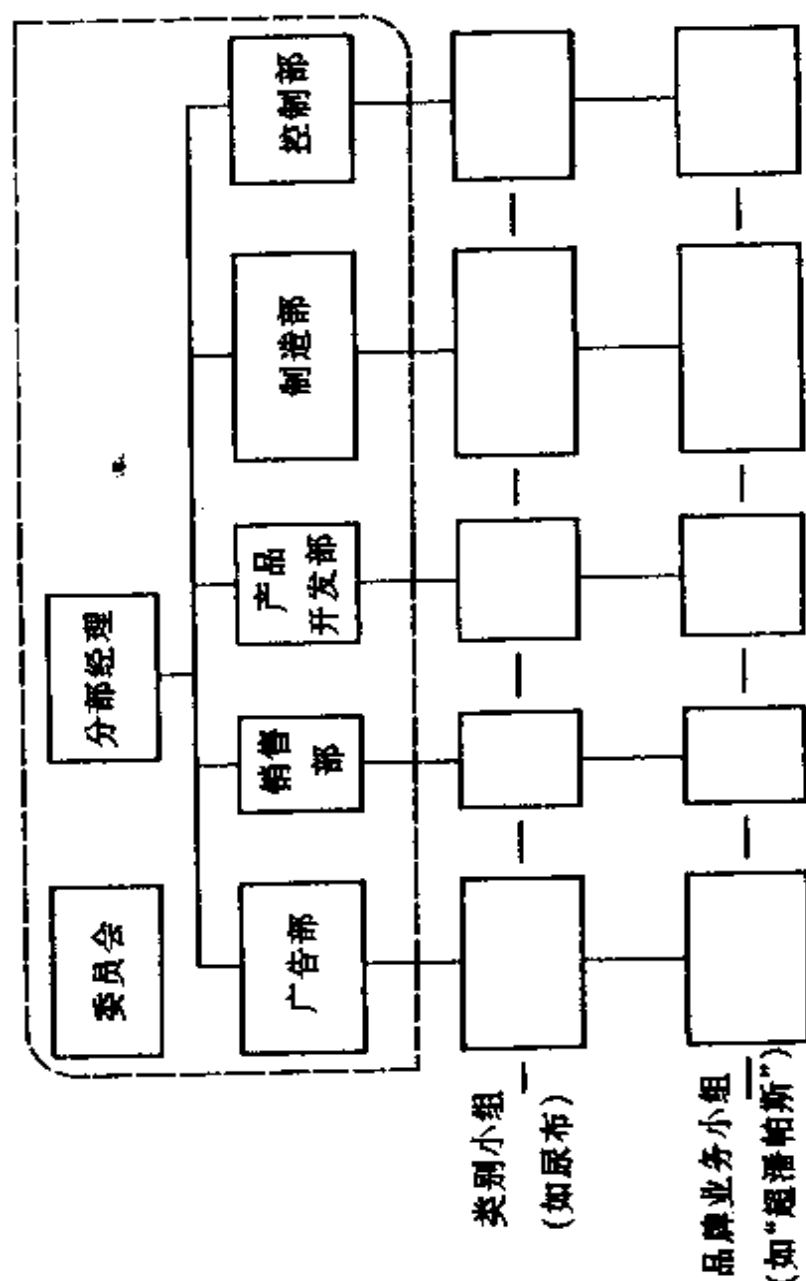 委员会
分部经理
广告部
销售
部
产品
开发部
制造部
控制部
类别小组
(如尿布)
品牌业务小组
(如“超潘帕斯”)